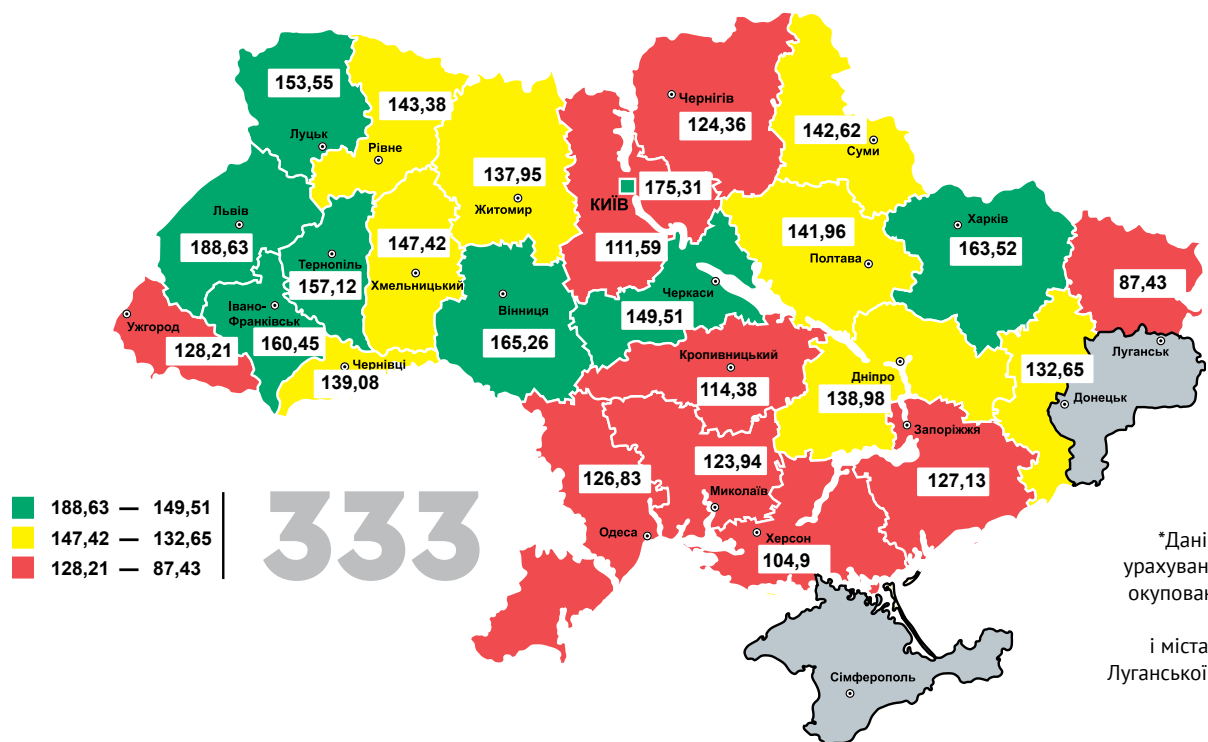 153,55
Луцьк
143,38
Рівне
137,95
Житомир
Чернігів
124,36
142,62
Суми
КИЇВ
175,31
111,59
Львів
188,63
Тернопіль
157,12
147,42
Хмельницький
141,96
Полтава
Харків
163,52
87,43
Луганськ
Ужгород
128,21
Івано-
Франківськ
160,45
Чернівці
139,08
Вінниця
165,26
Черкаси
149,51
Кропивницький
114,38
Дніпро
138,98
132,65
Донецьк
Запоріжжя
127,13
126,83
Одеса
123,94
Миколаїв
Херсон
104,9
Сімферополь
188,63 — 149,51
147,42 — 132,65
128,21 — 87,43
333
*Дані
урахуван
окупован
і міста
Луганської